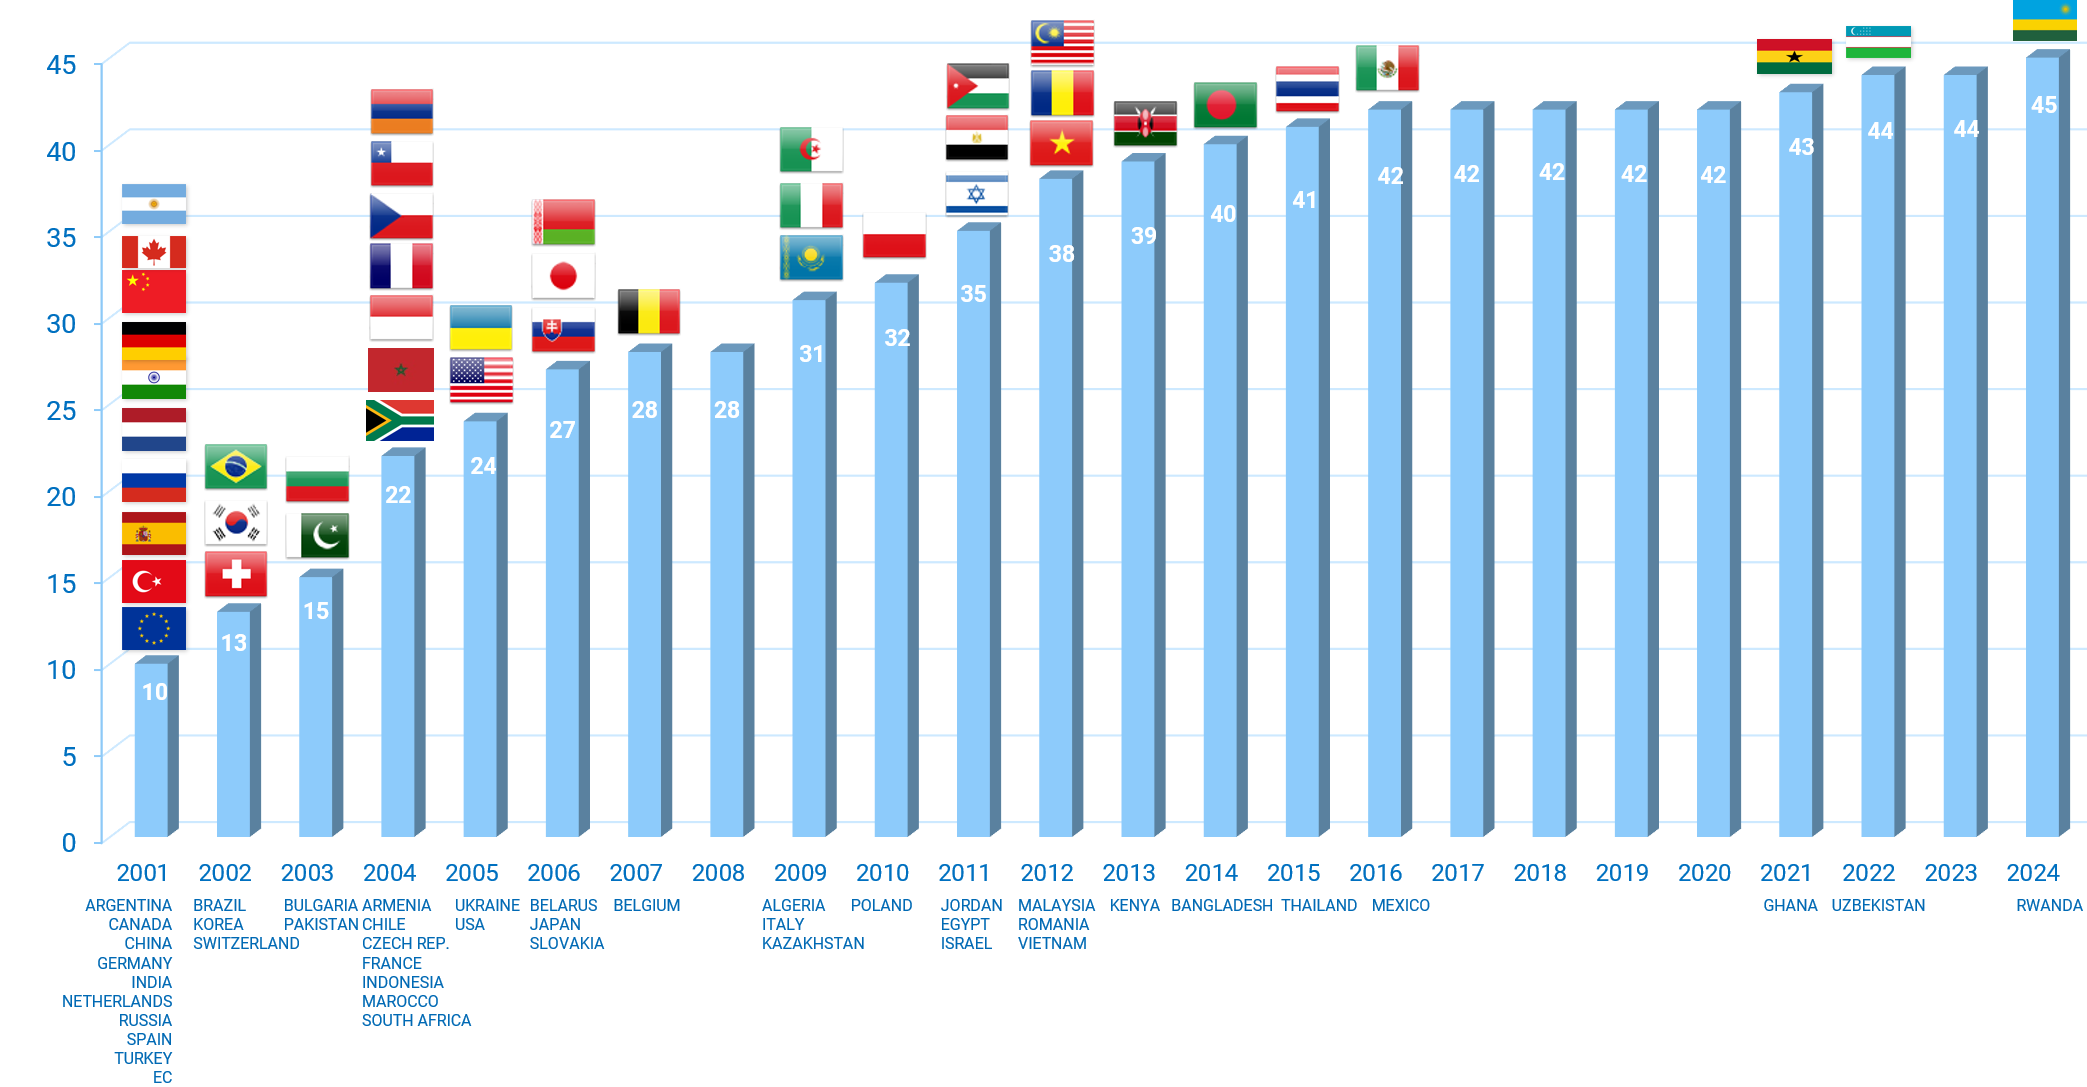 45
40
35
30
25
20
15
10
5
0
10
13
15
22
24
27
28
28
31
32
35
38
39
40
41
42
42
42
42
42
43
44
44
45
2001 2002 2003 2004 2005 2006 2007 2008 2009 2010 2011 2012 2013 2014 2015 2016 2017 2018 2019 2020 2021 2022 2023 2024
ARGENTINA
CANADA
CHINA
GERMANY
INDIA
NETHERLANDS
RUSSIA
SPAIN
TURKEY
EC
BRAZIL
KOREA
SWITZERLAND
BULGARIA
PAKISTAN
ARMENIA
CHILE
CZECH REP.
FRANCE
INDONESIA
MAROCCO
SOUTH AFRICA
UKRAINE
USA
BELARUS
JAPAN
SLOVAKIA
BELGIUM
ALGERIA
ITALY
KAZAKHSTAN
POLAND
JORDAN
EGYPT
ISRAEL
MALAYSIA
ROMANIA
VIETNAM
KENYA
BANGLADESH
THAILAND
MEXICO
GHANA
UZBEKISTAN
RWANDA